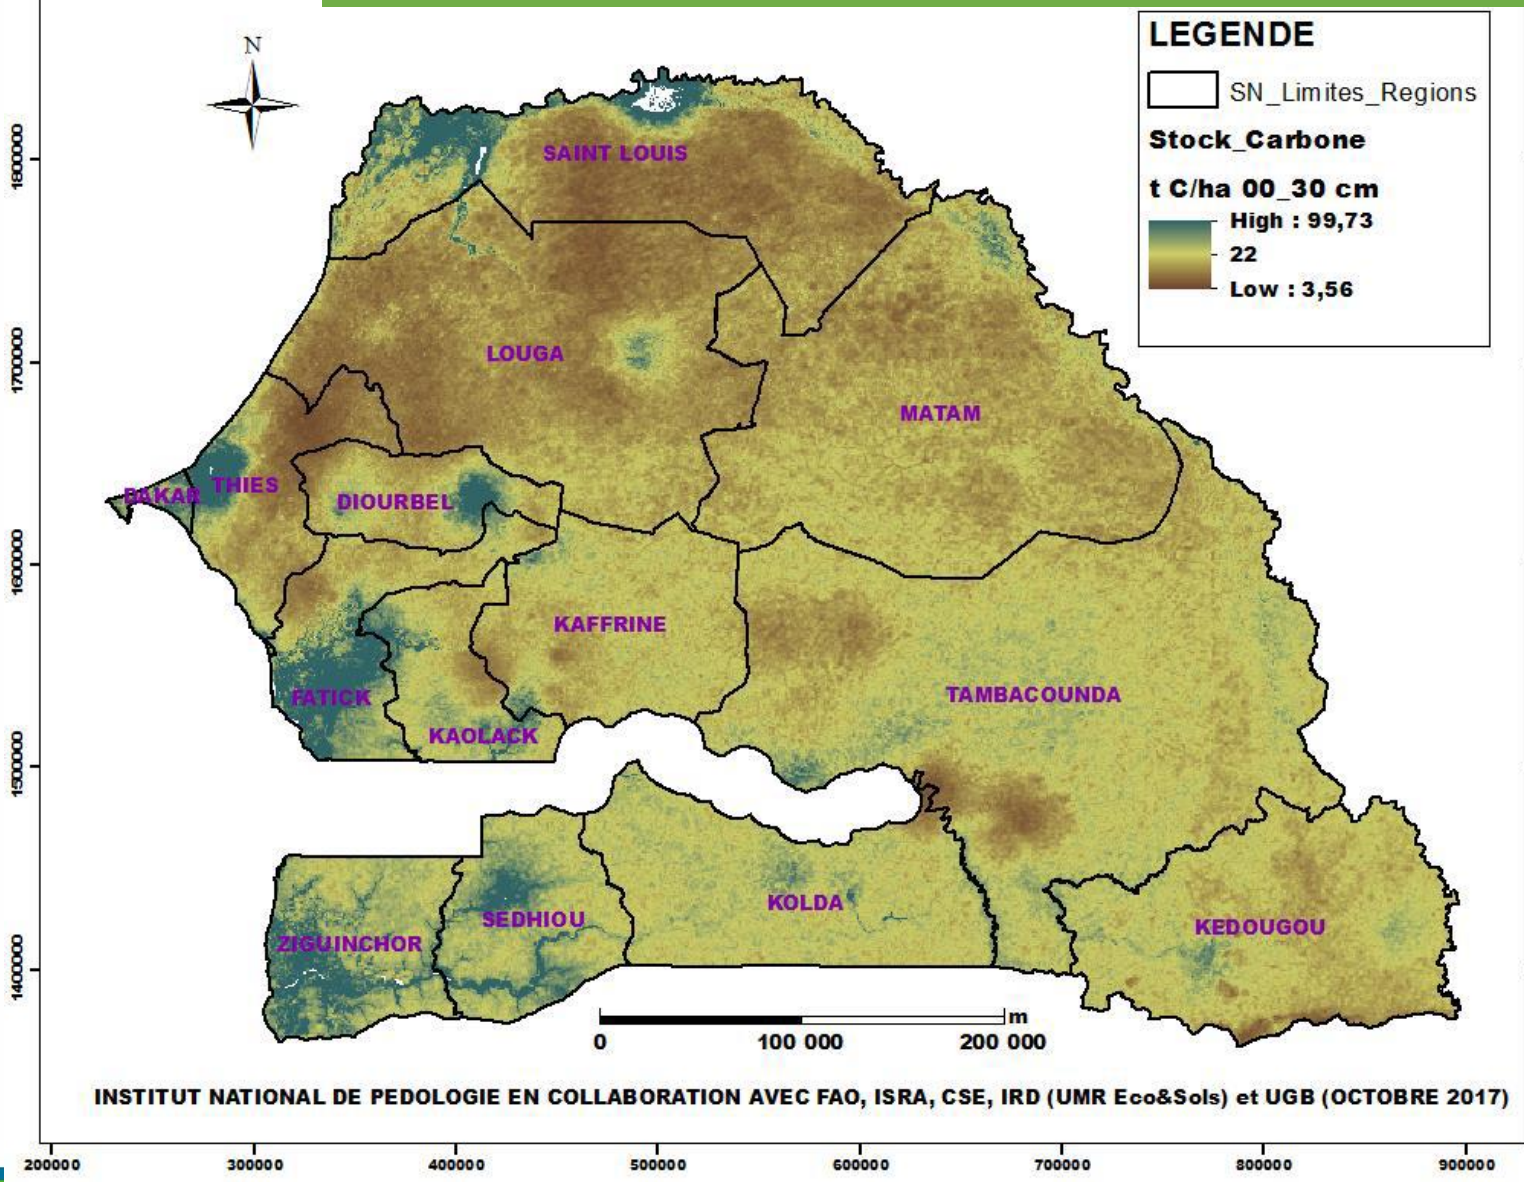 LEGENDE
SN_Limites_Regions
Stock_Carbone
t C/ha 00_30 cm
High : 99,73
22
Low : 3,56
N
SAINT LOUIS
LOUGA
MATAM
DAKAR
THIES
DIOURBEL
KAFFRINE
FATICK
KAOLACK
TAMBACOUNDA
ZIGUINCHOR
SEDHIOU
KOLDA
KEDOUGOU
m
0 100 000 200 000
INSTITUT NATIONAL DE PEDOLOGIE EN COLLABORATION AVEC FAO, ISRA, CSE, IRD (UMR Eco&Sols) et UGB (OCTOBRE 2017)
1800000
1700000
1600000
1500000
1400000
200000 300000 400000 500000 600000 700000 800000 900000